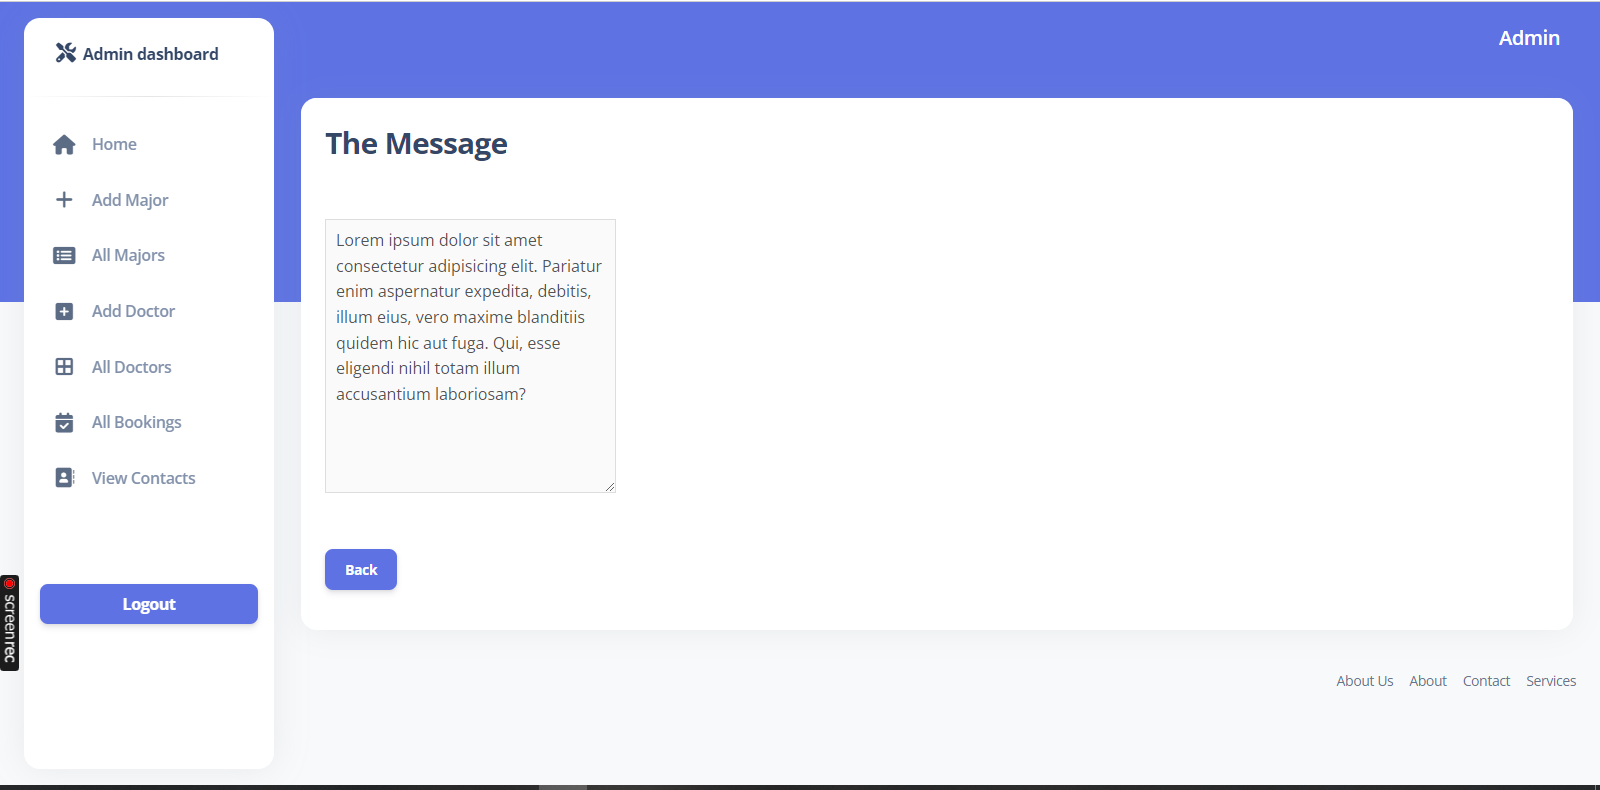 Admin dashboard
Home
Add Major
All Majors
Add Doctor
All Doctors
All Bookings
View Contacts
Logout
screenrec
Admin
The Message
Lorem ipsum dolor sit amet
consectetur adipisicing elit. Pariatur
enim aspernatur expedita, debitis,
illum eius, vero maxime blanditiis
quidem hic aut fuga. Qui, esse
eligendi nihil totam illum
accusantium laboriosam?
Back
About Us About Contact Services